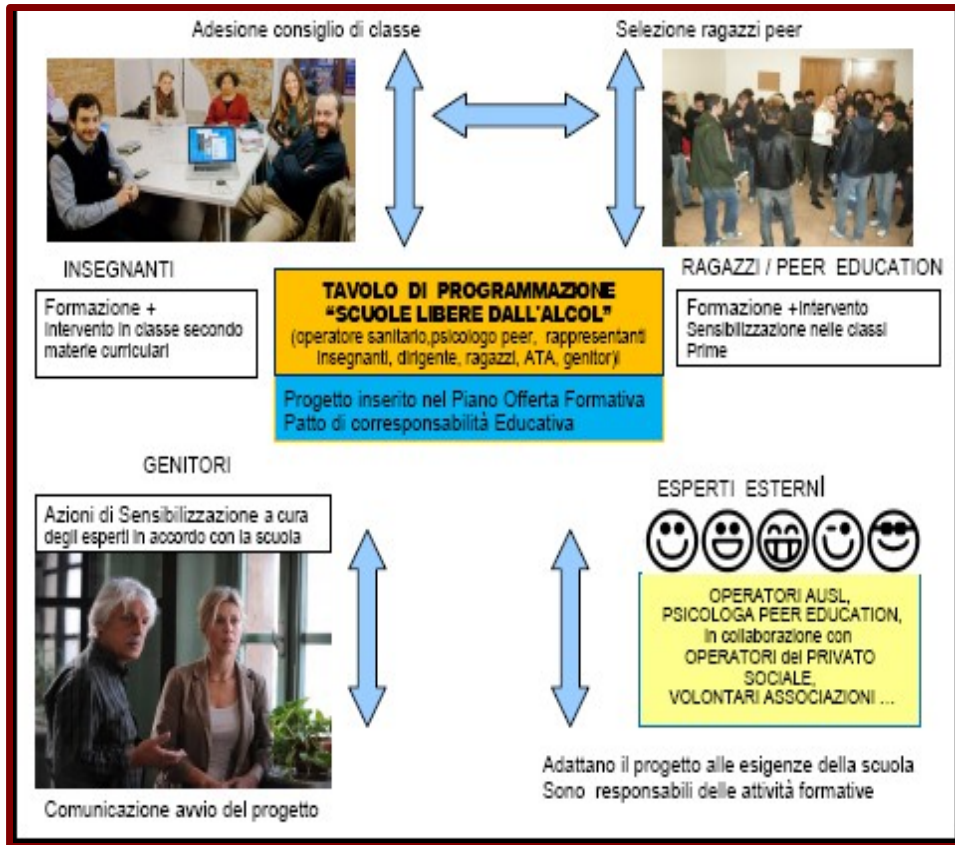 Adesione consiglio di classe
Selezione ragazzi peer
INSEGNANTI
Formazione +
Intervento in classe secondo
materie curriculari
TAVOLO DI PROGRAMMAZIONE
“SCUOLE LIBERE DALL'ALCOL”
(operatore sanitario,psicologo peer, rappresentanti
insegnanti, dirigente, ragazzi, ATA, genitor)i
Progetto inserito nel Piano Offerta Formativa
Patto di corresponsabilità Educativa
RAGAZZI / PEER EDUCATION
Formazione +Intervento
Sensibilizzazione nelle classi
Prime
GENITORI
Azioni di Sensibilizzazione a cura
degli esperti in accordo con la scuola
Comunicazione avvio del progetto
ESPERTI ESTERNI
OPERATORI AUSL,
PSICOLOGA PEER EDUCATION,
in collaborazione con
OPERATORI del PRIVATO
SOCIALE,
VOLONTARI ASSOCIAZIONI ...
Adattano il progetto alle esigenze della scuola
Sono responsabili delle attività formative